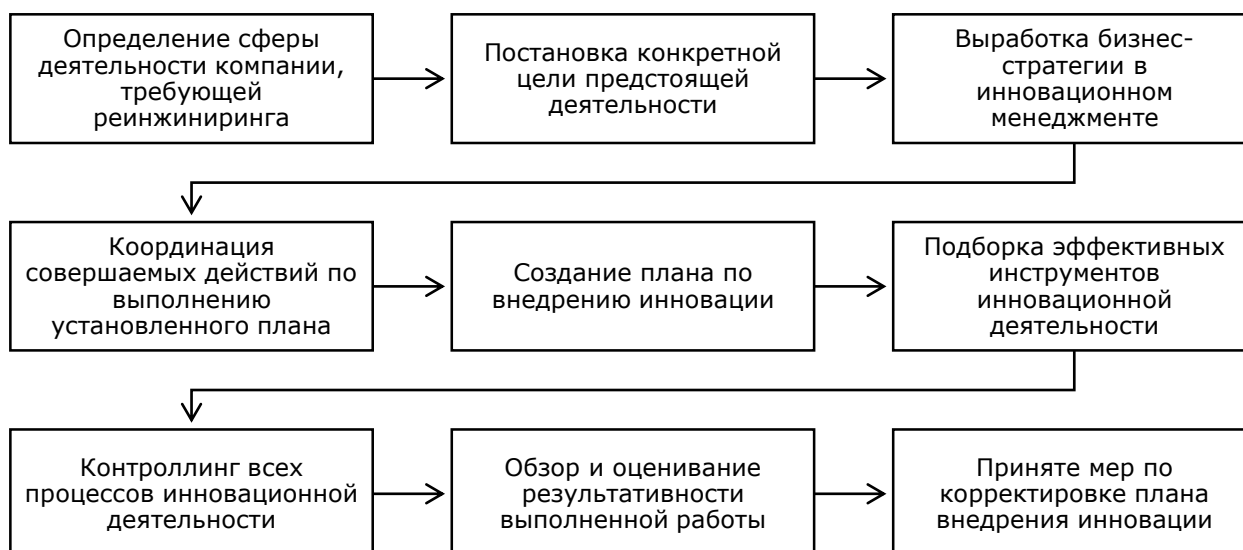 Определение сферы
деятельности компании,
требующей
реинжиниринга
Постановка конкретной
цели предстоящей
деятельности
Выработка бизнес-
стратегии в
инновационном
менеджменте
Координация
совершаемых действий по
выполнению
установленного плана
Создание плана по
внедрению инновации
Подборка эффективных
инструментов
инновационной
деятельности
Контроллинг всех
процессов инновационной
деятельности
Обзор и оценивание
результативности
выполненной работы
Приняте мер по
корректировке плана
внедрения инновации